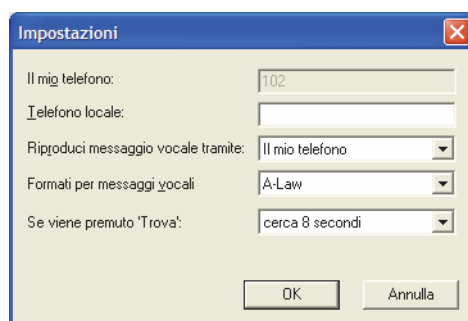 Impostazioni
Il mio telefono: 102
Telefono locale:
Riproduci messaggio vocale tramite: Il mio telefono
Formati per messaggi vocali A-Law
Se viene premuto 'Trova': cerca 8 secondi
OK Annulla